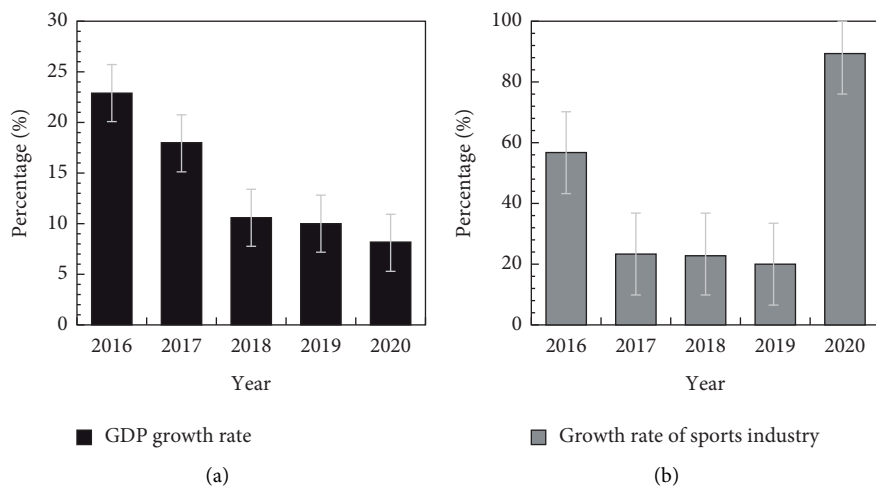 30
25
20
15
10
5
0
Percentage (%)
2016 2017 2018 2019 2020
Year
GDP growth rate
(a)
100
80
60
40
20
0
Percentage (%)
2016 2017 2018 2019 2020
Year
Growth rate of sports industry
(b)